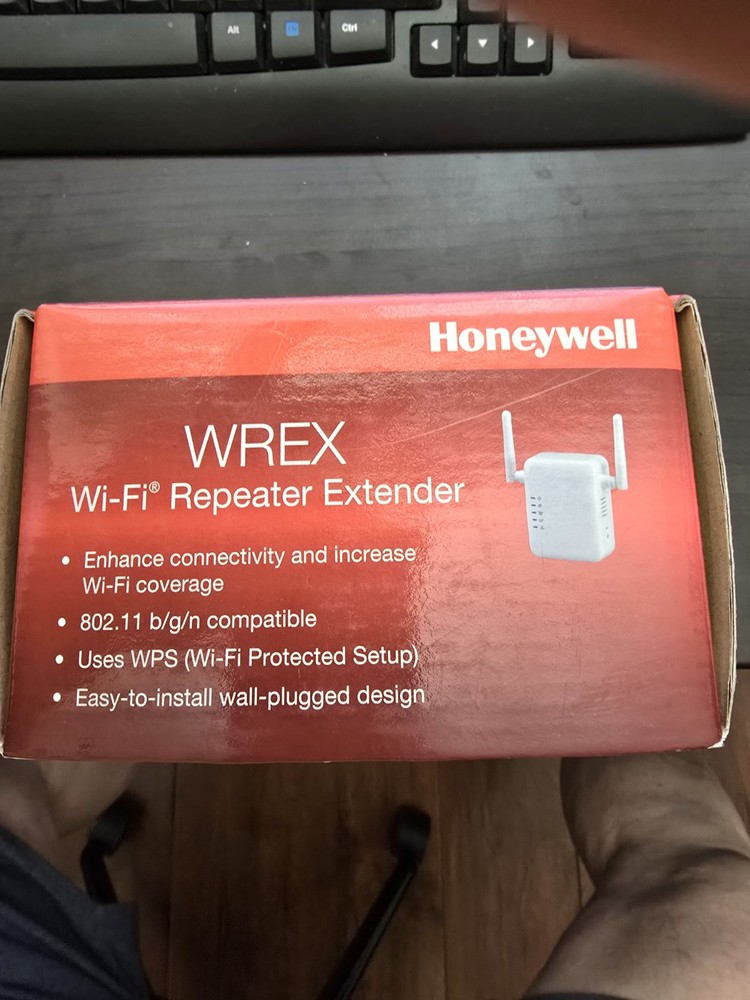 Alt
Ctrl
Honeywell
WREX
Wi-Fi® Repeater Extender
• Enhance connectivity and increase
Wi-Fi coverage
• 802.11 b/g/n compatible
• Uses WPS (Wi-Fi Protected Setup)
• Easy-to-install wall-plugged design